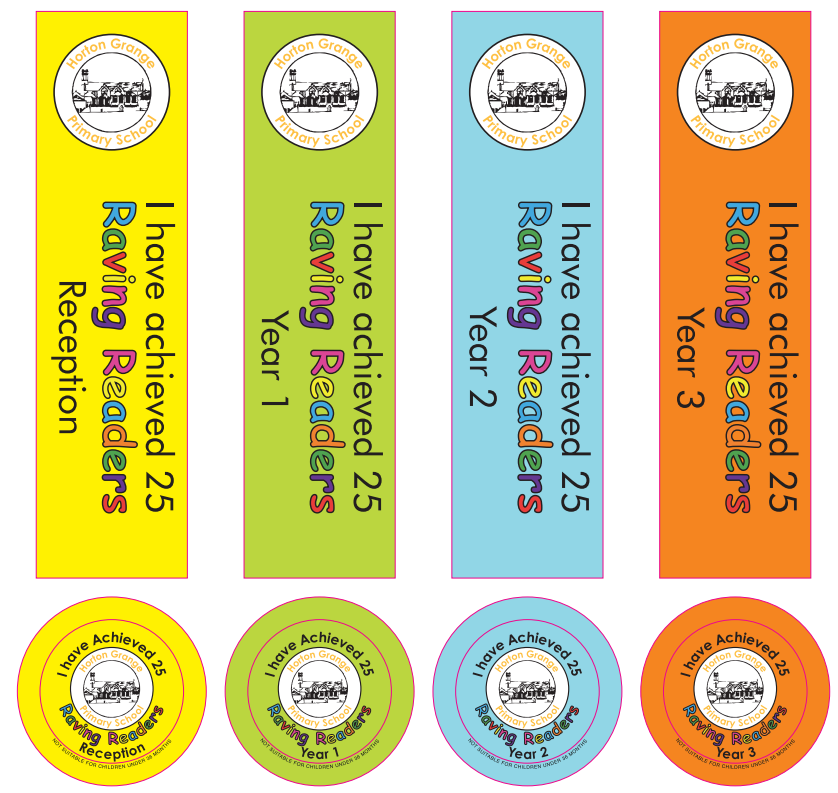 Horton Grange
Primary School
I have achieved 25
Raving Readers
Reception
Horton Grange
Primary School
I have achieved 25
Raving Readers
Year 1
Horton Grange
Primary School
I have achieved 25
Raving Readers
Year 2
Horton Grange
Primary School
I have achieved 25
Raving Readers
Year 3
I have Achieved 25
Horton Grange
Primary School
Raving Readers
Reception
NOT SUITABLE FOR CHILDREN UNDER 36 MONTHS
I have Achieved 25
Horton Grange
Primary School
Raving Readers
Year 1
NOT SUITABLE FOR CHILDREN UNDER 36 MONTHS
I have Achieved 25
Horton Grange
Primary School
Raving Readers
Year 2
NOT SUITABLE FOR CHILDREN UNDER 36 MONTHS
I have Achieved 25
Horton Grange
Primary School
Raving Readers
Year 3
NOT SUITABLE FOR CHILDREN UNDER 36 MONTHS